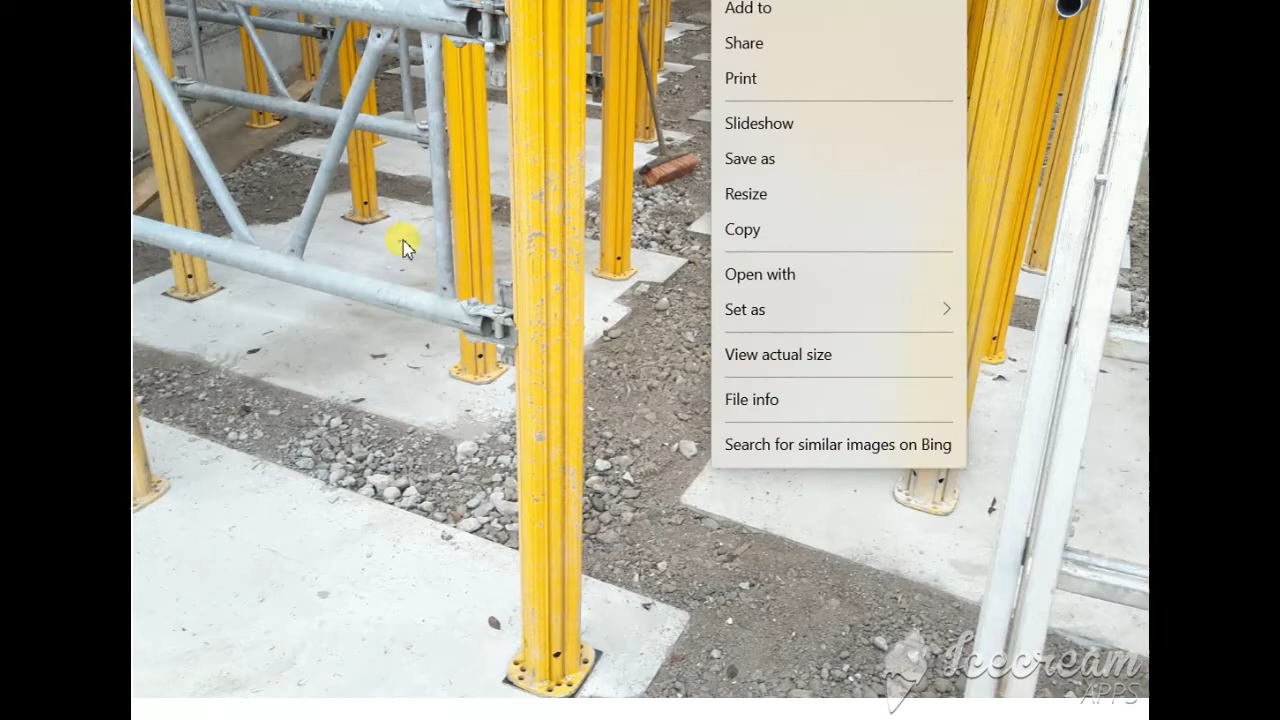 Add to
Share
Print
Slideshow
Save as
Resize
Copy
Open with
Set as
View actual size
File info
Search for similar images on Bing
Icecream
APPS